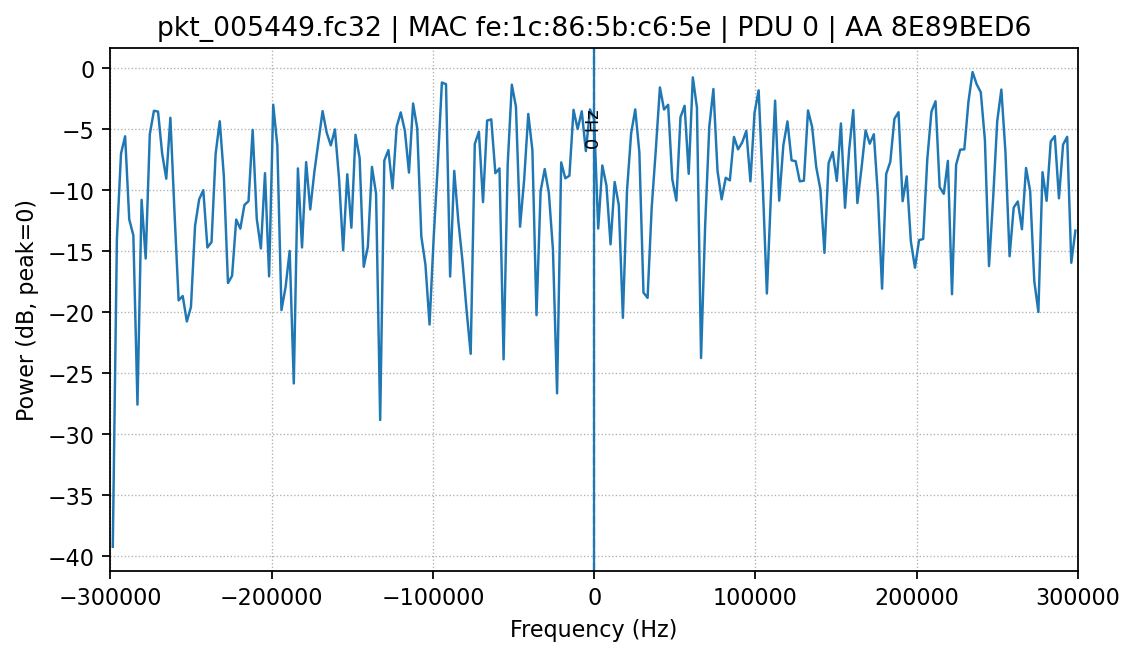 pkt_005449.fc32 | MAC fe:1c:86:5b:c6:5e | PDU 0 | AA 8E89BED6
Power (dB, peak=0)
0
−5
−10
−15
−20
−25
−30
−35
−40
0 Hz
−300000 −200000 −100000 0 100000 200000 300000
Frequency (Hz)